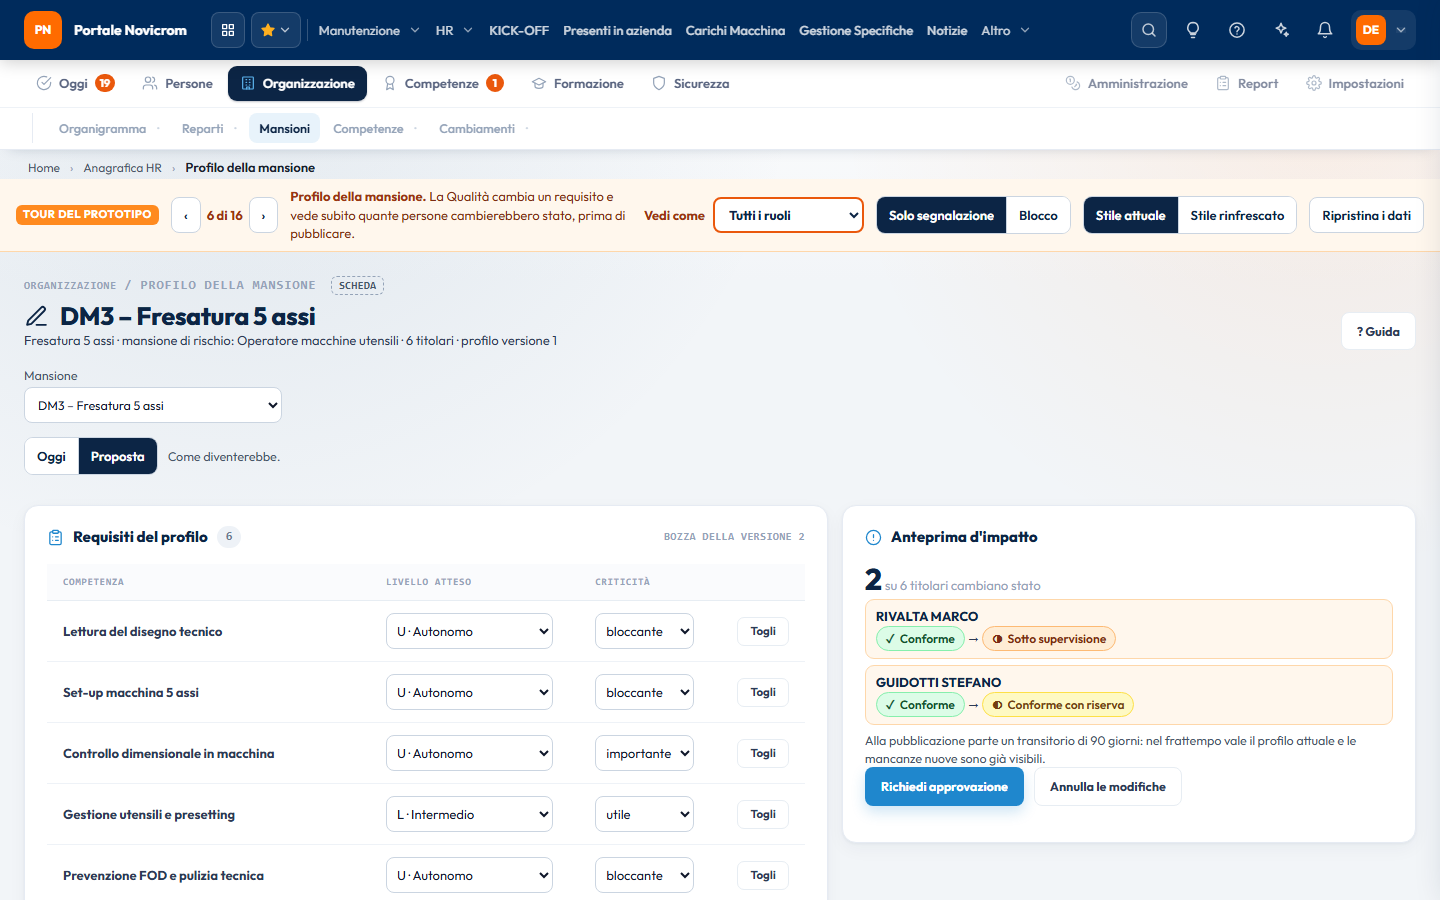 PN Portale Novicrom Manutenzione HR KICK-OFF Presenti in azienda Carichi Macchina Gestione Specifiche Notizie Altro DE
Oggi 19 Persone Organizzazione Competenze 1 Formazione Sicurezza Amministrazione Report Impostazioni
Organigramma · Reparti · Mansioni Competenze · Cambiamenti ·
Home › Anagrafica HR › Profilo della mansione
TOUR DEL PROTOTIPO ‹ 6 di 16 › Profilo della mansione. La Qualità cambia un requisito e
vede subito quante persone cambierebbero stato, prima di
pubblicare.
Vedi come Tutti i ruoli Solo segnalazione Blocco Stile attuale Stile rinfrescato Ripristina i dati
ORGANIZZAZIONE / PROFILO DELLA MANSIONE SCHEDA
DM3 – Fresatura 5 assi
Fresatura 5 assi · mansione di rischio: Operatore macchine utensili · 6 titolari · profilo versione 1
? Guida
Mansione
DM3 – Fresatura 5 assi
Oggi Proposta Come diventerebbe.
Requisiti del profilo 6 BOZZA DELLA VERSIONE 2
COMPETENZA LIVELLO ATTESO CRITICITÀ
Lettura del disegno tecnico U · Autonomo bloccante Togli
Set-up macchina 5 assi U · Autonomo bloccante Togli
Controllo dimensionale in macchina U · Autonomo importante Togli
Gestione utensili e presetting L · Intermedio utile Togli
Prevenzione FOD e pulizia tecnica U · Autonomo bloccante Togli
Anteprima d'impatto
2 su 6 titolari cambiano stato
RIVALTA MARCO
✓ Conforme → Sotto supervisione
GUIDOTTI STEFANO
✓ Conforme → Conforme con riserva
Alla pubblicazione parte un transitorio di 90 giorni: nel frattempo vale il profilo attuale e le
mancanze nuove sono già visibili.
Richiedi approvazione Annulla le modifiche